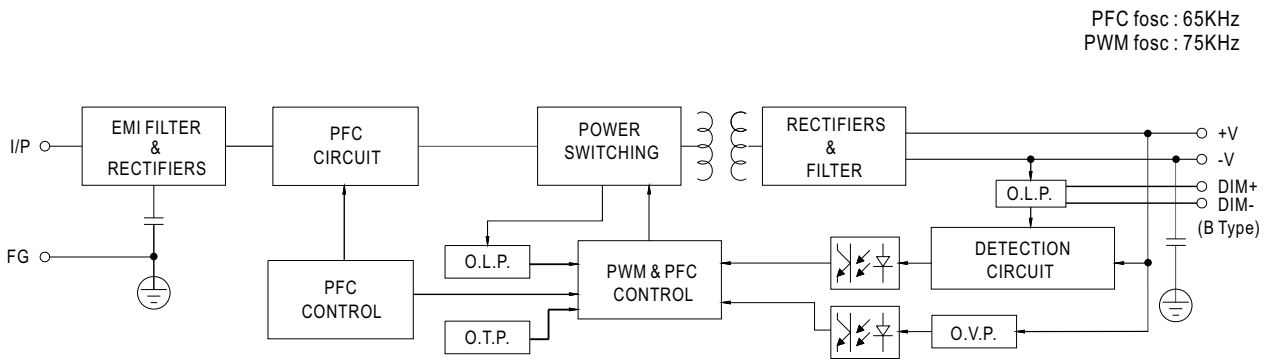 PFC fosc : 65KHz
PWM fosc : 75KHz
I/P
EMI FILTER
&
RECTIFIERS
PFC
CIRCUIT
POWER
SWITCHING
RECTIFIERS
&
FILTER
+V
-V
O.L.P.
DIM+
DIM-
(B Type)
FG
PFC
CONTROL
O.L.P.
O.T.P.
PWM & PFC
CONTROL
DETECTION
CIRCUIT
O.V.P.